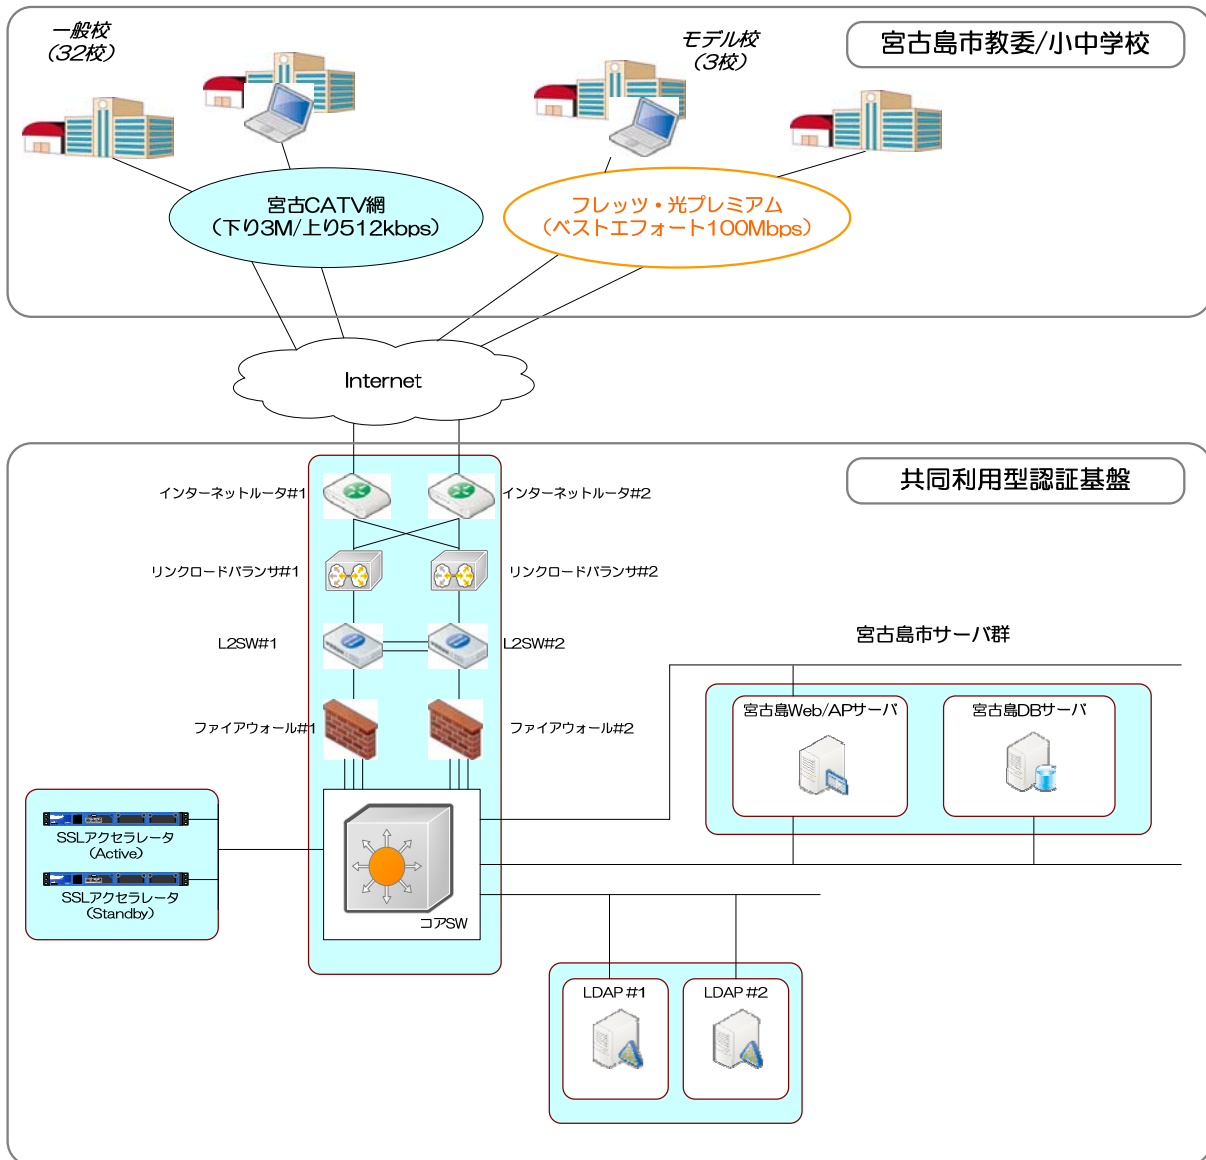 一般校
（32校）
モデル校
（3校）
宮古島市教委/小中学校
宮古CATV網
（下り3M/上り512kbps）
フレッツ・光プレミアム
（ベストエフォート100Mbps）
Internet
共同利用型認証基盤
インターネットルータ#1
インターネットルータ#2
リンクロードバランサ#1
リンクロードバランサ#2
L2SW#1
L2SW#2
宮古島市サーバ群
ファイアウォール#1
ファイアウォール#2
宮古島Web/APサーバ
宮古島DBサーバ
SSLアクセラレータ
（Active）
SSLアクセラレータ
（Standby）
コアSW
LDAP #1
LDAP #2